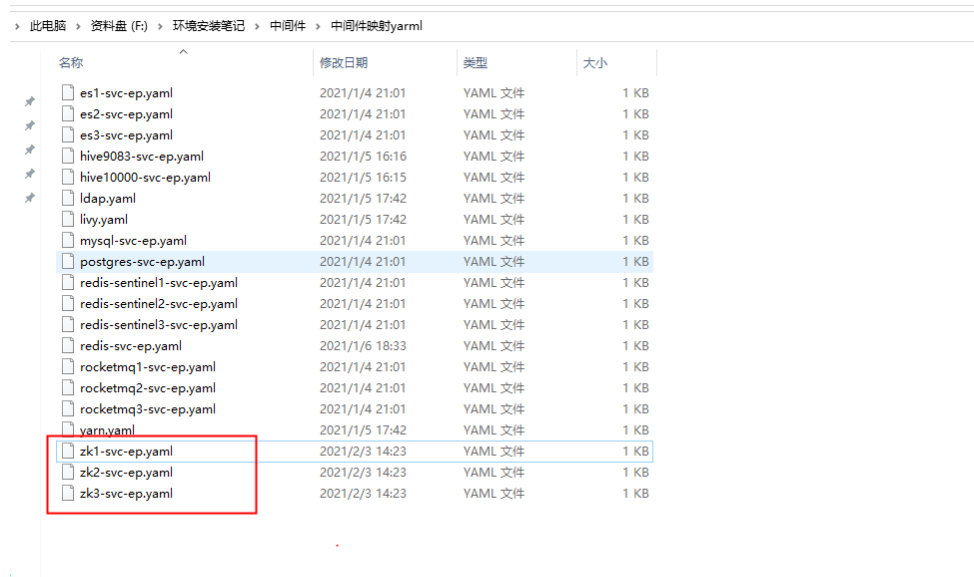 此电脑 › 资料盘 (F:) › 环境安装笔记 › 中间件 › 中间件映射yarml
名称 修改日期 类型 大小
es1-svc-ep.yaml 2021/1/4 21:01 YAML 文件 1 KB
es2-svc-ep.yaml 2021/1/4 21:01 YAML 文件 1 KB
es3-svc-ep.yaml 2021/1/4 21:01 YAML 文件 1 KB
hive9083-svc-ep.yaml 2021/1/5 16:16 YAML 文件 1 KB
hive10000-svc-ep.yaml 2021/1/5 16:15 YAML 文件 1 KB
ldap.yaml 2021/1/5 17:42 YAML 文件 1 KB
livy.yaml 2021/1/5 17:42 YAML 文件 1 KB
mysql-svc-ep.yaml 2021/1/4 21:01 YAML 文件 1 KB
postgres-svc-ep.yaml 2021/1/4 21:01 YAML 文件 1 KB
redis-sentinel1-svc-ep.yaml 2021/1/4 21:01 YAML 文件 1 KB
redis-sentinel2-svc-ep.yaml 2021/1/4 21:01 YAML 文件 1 KB
redis-sentinel3-svc-ep.yaml 2021/1/4 21:01 YAML 文件 1 KB
redis-svc-ep.yaml 2021/1/6 18:33 YAML 文件 1 KB
rocketmq1-svc-ep.yaml 2021/1/4 21:01 YAML 文件 1 KB
rocketmq2-svc-ep.yaml 2021/1/4 21:01 YAML 文件 1 KB
rocketmq3-svc-ep.yaml 2021/1/4 21:01 YAML 文件 1 KB
yarn.yaml 2021/1/5 17:42 YAML 文件 1 KB
zk1-svc-ep.yaml 2021/2/3 14:23 YAML 文件 1 KB
zk2-svc-ep.yaml 2021/2/3 14:23 YAML 文件 1 KB
zk3-svc-ep.yaml 2021/2/3 14:23 YAML 文件 1 KB